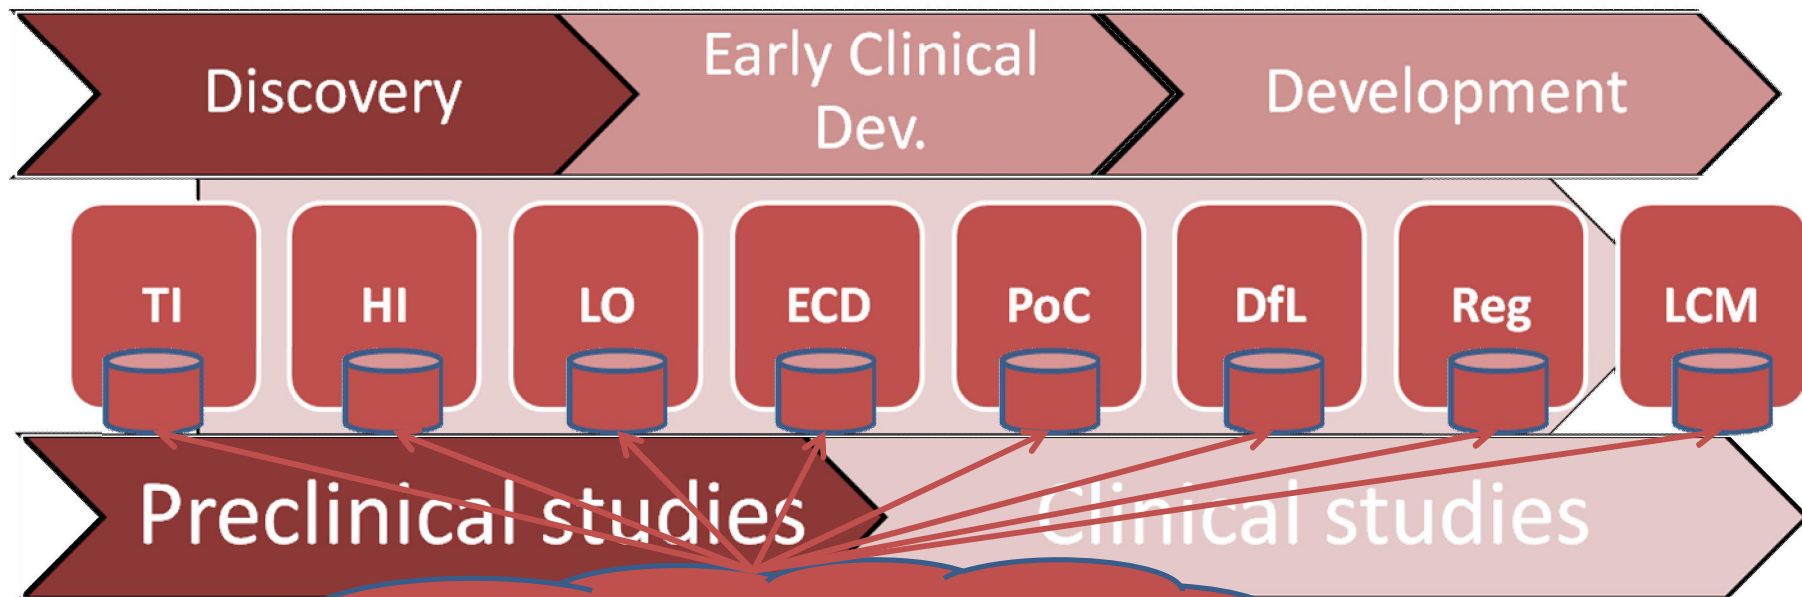 Discovery
Early Clinical
Dev.
Development
TI
HI
LO
ECD
PoC
DfL
Reg
LCM
Preclinical studies
Clinical studies